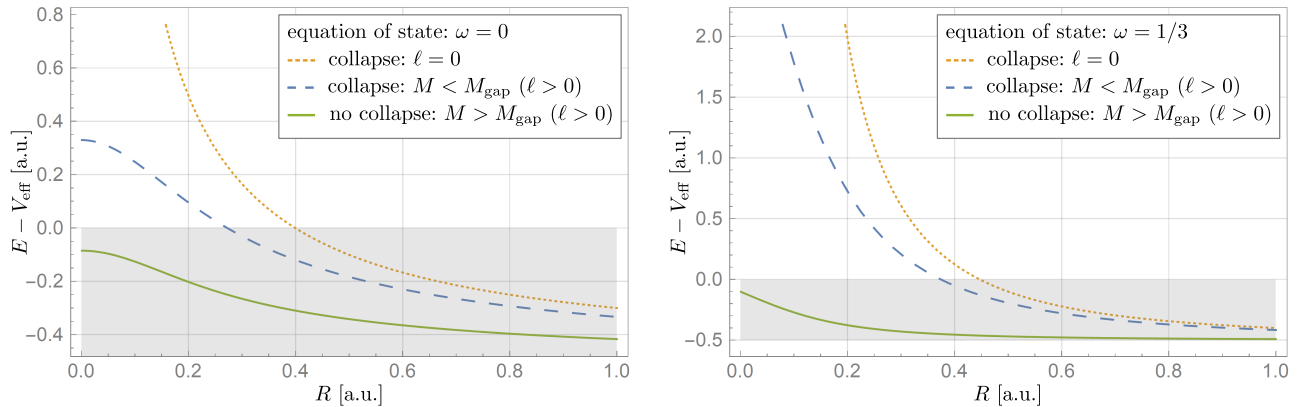 equation of state: ω = 0
collapse: ℓ = 0
collapse: M < M_gap (ℓ > 0)
no collapse: M > M_gap (ℓ > 0)
E − V_eff [a.u.]
0.8
0.6
0.4
0.2
0.0
−0.2
−0.4
0.0 0.2 0.4 0.6 0.8 1.0
R [a.u.]
equation of state: ω = 1/3
collapse: ℓ = 0
collapse: M < M_gap (ℓ > 0)
no collapse: M > M_gap (ℓ > 0)
E − V_eff [a.u.]
2.0
1.5
1.0
0.5
0.0
−0.5
0.0 0.2 0.4 0.6 0.8 1.0
R [a.u.]